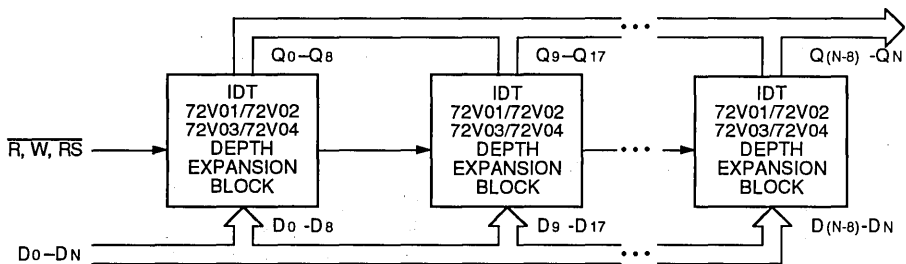 Q0–Q8 Q9–Q17 Q(N-8) -QN
IDT IDT IDT
72V01/72V02 72V01/72V02 72V01/72V02
72V03/72V04 72V03/72V04 72V03/72V04
R, W, RS DEPTH DEPTH DEPTH
EXPANSION EXPANSION EXPANSION
BLOCK BLOCK BLOCK
D0 -D8 D9 -D17 D(N-8)-DN
D0–DN